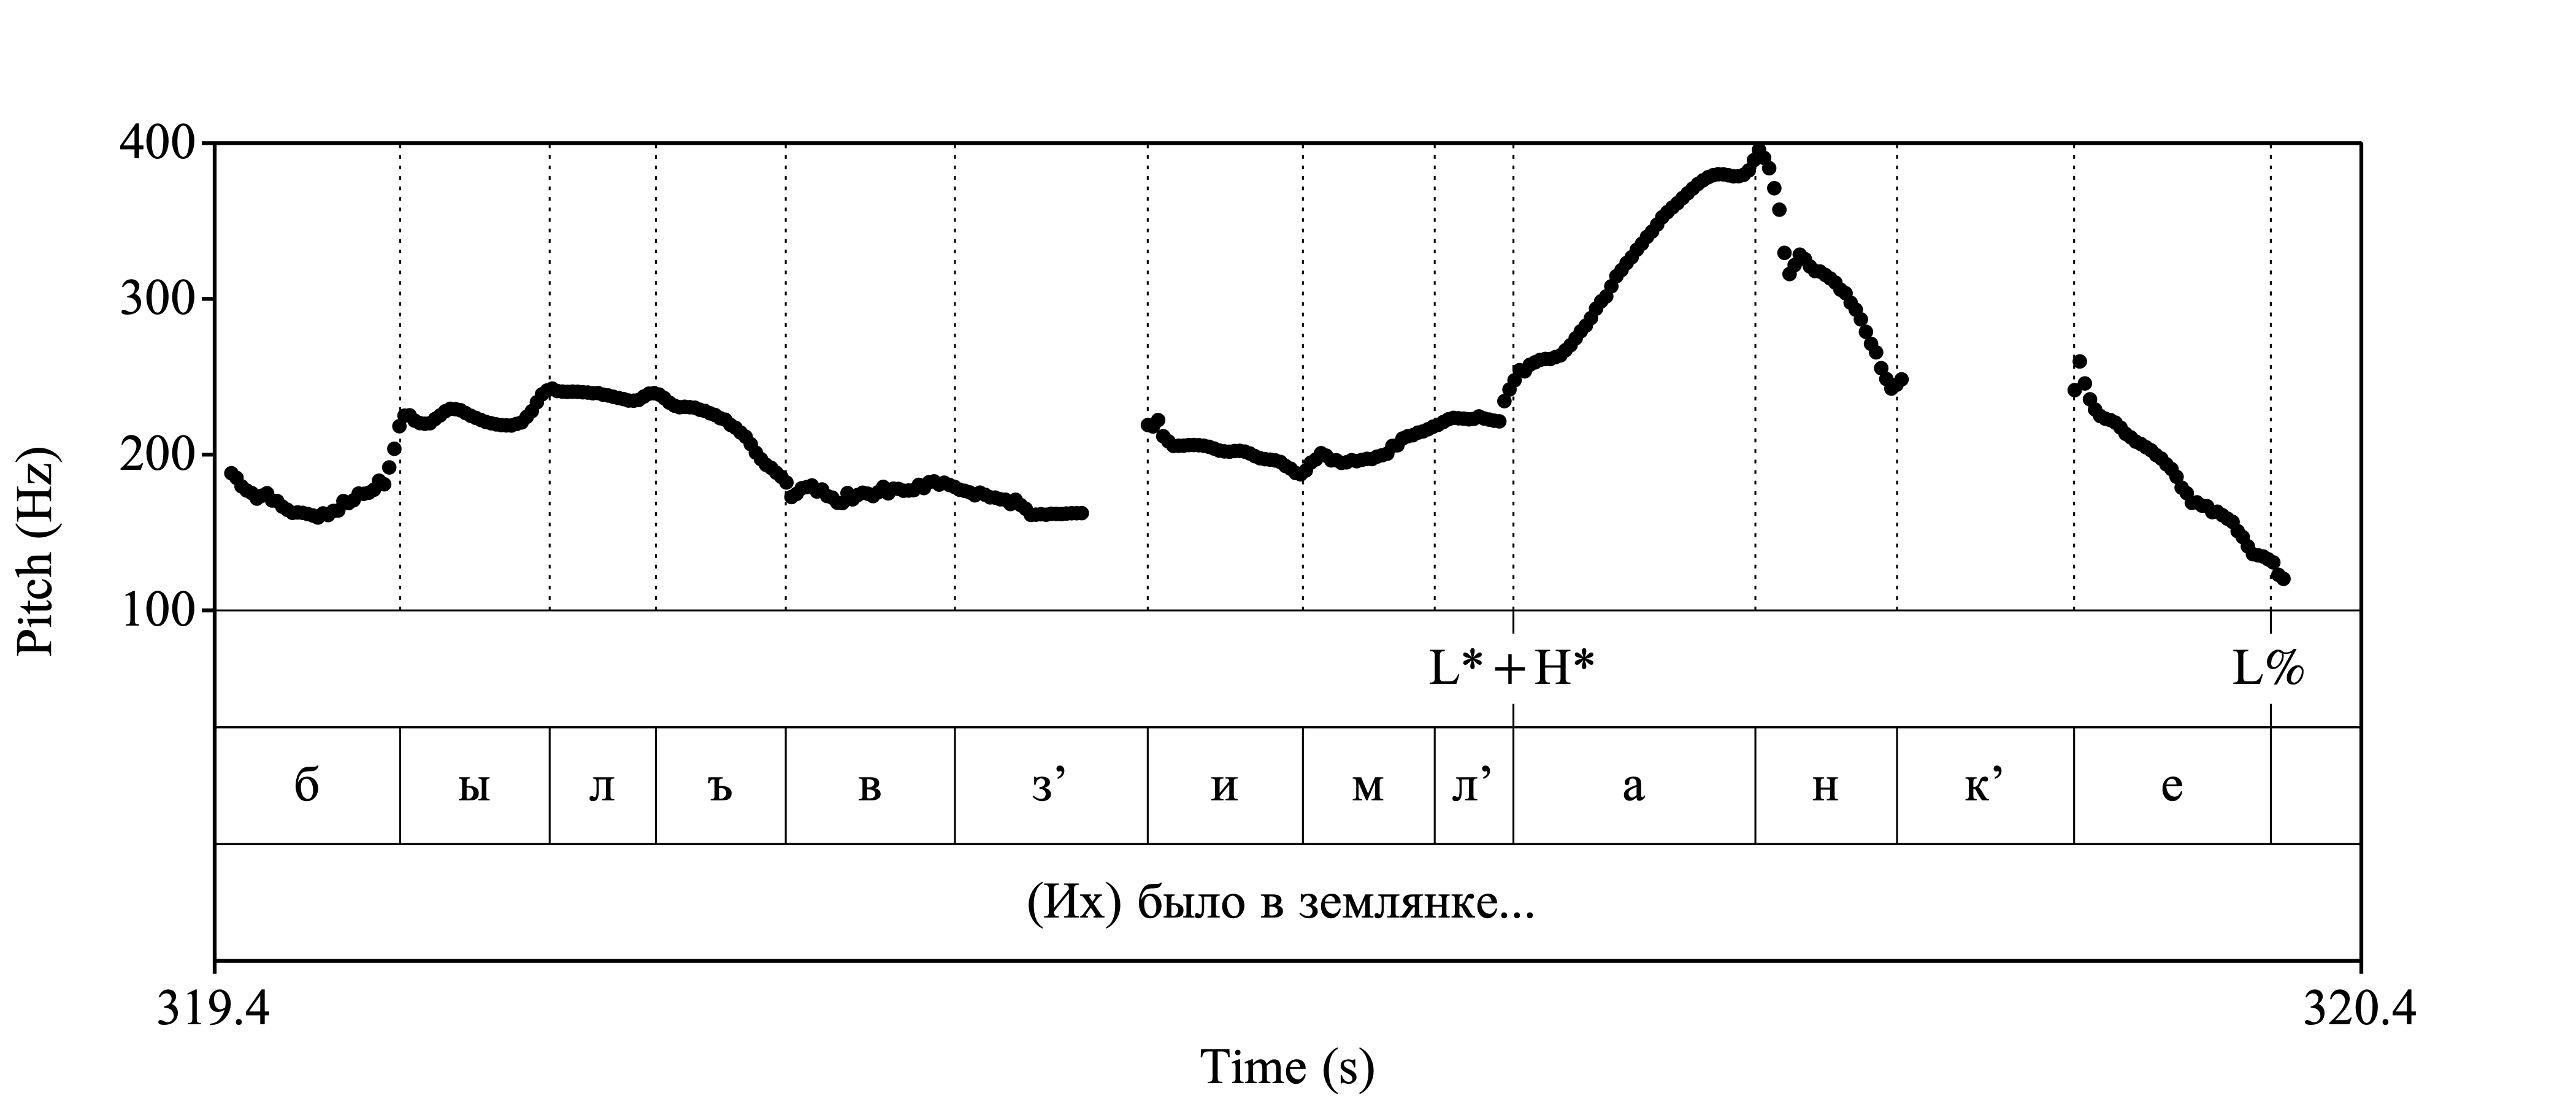 400
300
200
100
Pitch (Hz)
L*+H* L%
б ы л ъ в з’ и м л’ а н к’ е
(Их) было в землянке...
319.4 320.4
Time (s)